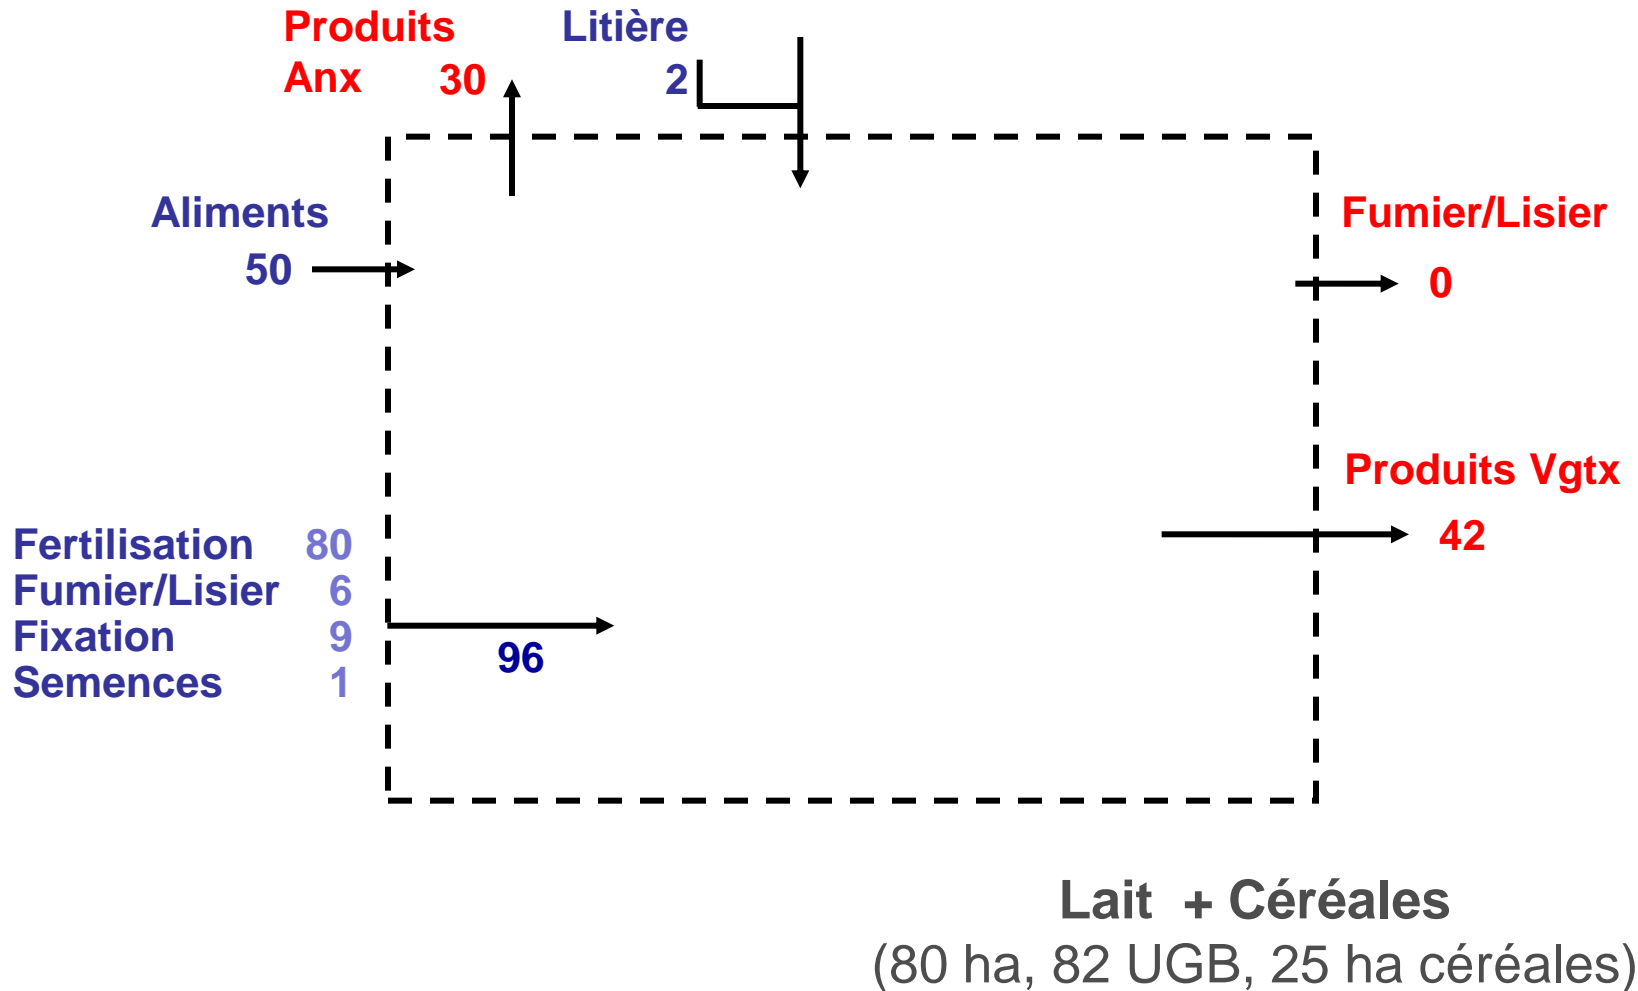 Produits
Anx 30
Litière
2
Aliments
50
Fumier/Lisier
0
Produits Vgtx
42
Fertilisation 80
Fumier/Lisier 6
Fixation 9
Semences 1
96
Lait + Céréales
(80 ha, 82 UGB, 25 ha céréales)